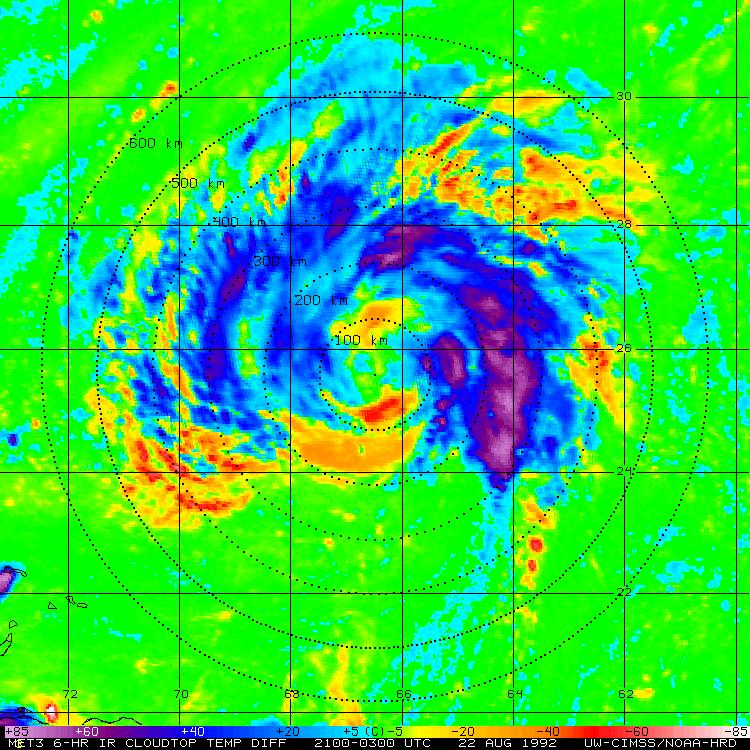 30
600 km
500 km
400 km
28
300 km
200 km
100 km
26
24
22
72 70 68 66 64 62
+85 +60 +40 +20 +5(C)-5 -20 -40 -60 -85
MET3 6-HR IR CLOUDTOP TEMP DIFF 2100-0300 UTC 22 AUG 1992 UW-CIMSS/NOAA-HRD